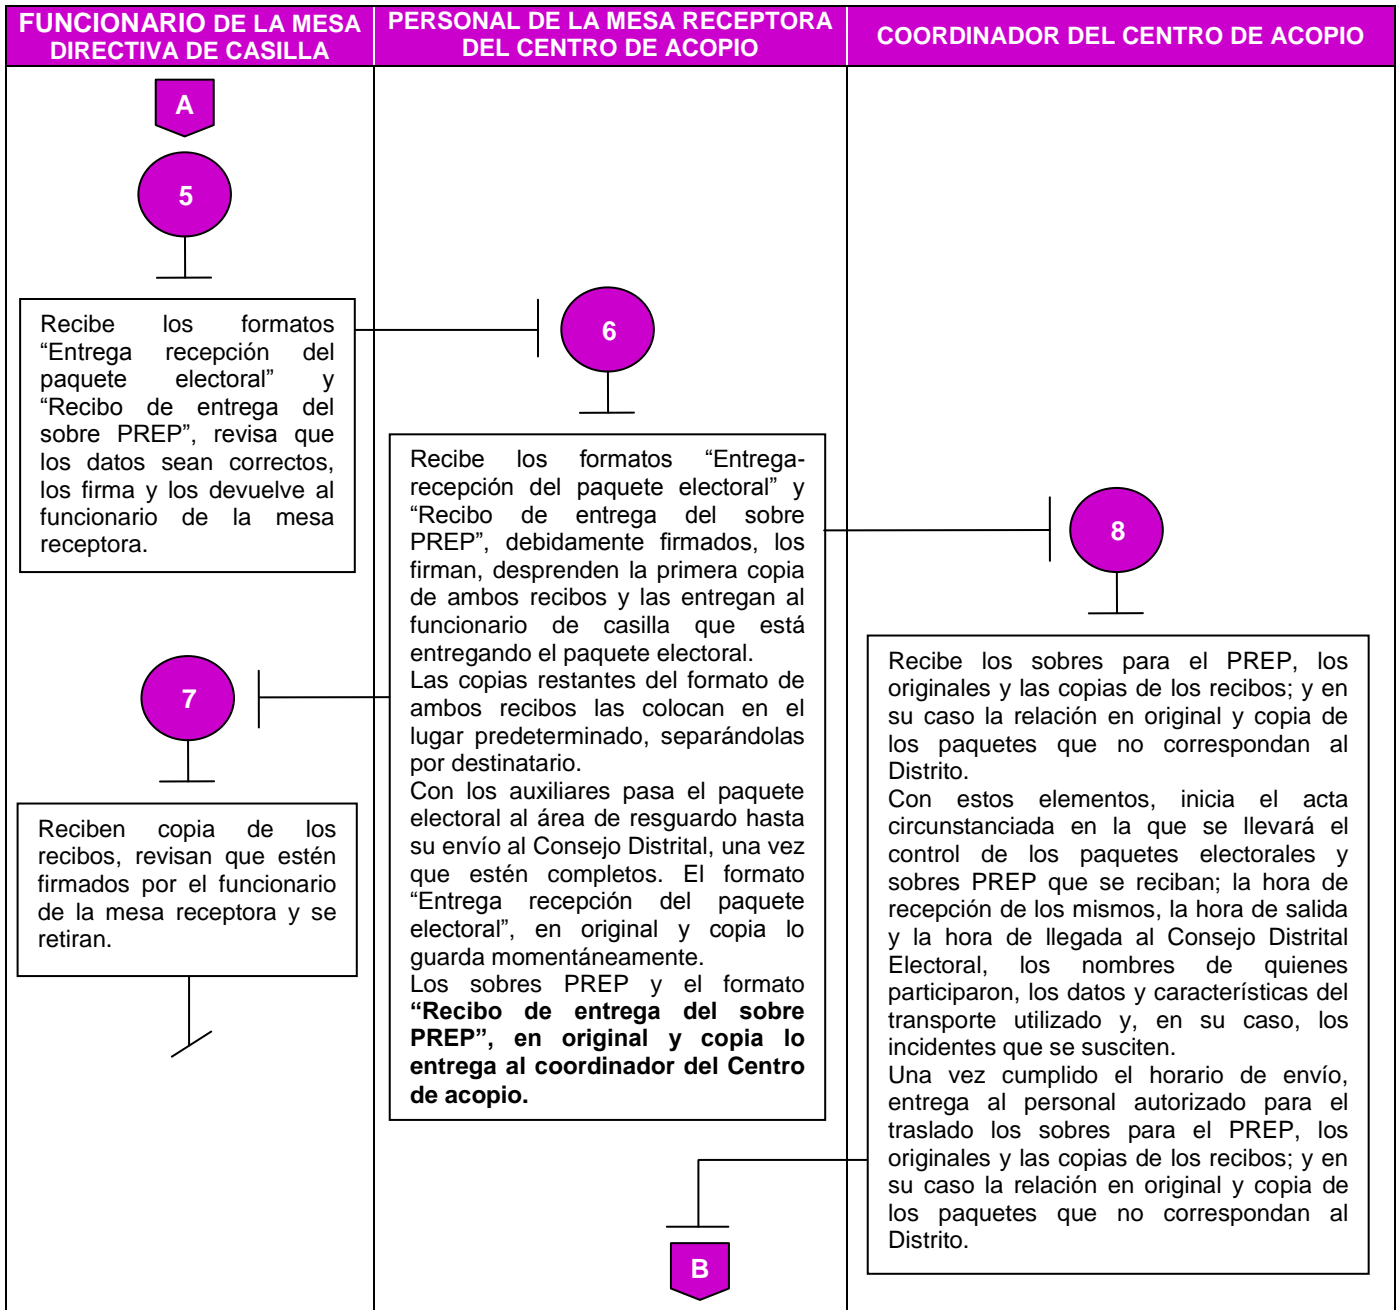 FUNCIONARIO DE LA MESA
DIRECTIVA DE CASILLA
PERSONAL DE LA MESA RECEPTORA
DEL CENTRO DE ACOPIO
COORDINADOR DEL CENTRO DE ACOPIO
A
5
Recibe los formatos
“Entrega recepción del
paquete electoral” y
“Recibo de entrega del
sobre PREP”, revisa que
los datos sean correctos,
los firma y los devuelve al
funcionario de la mesa
receptora.
6
Recibe los formatos “Entrega-
recepción del paquete electoral” y
“Recibo de entrega del sobre
PREP”, debidamente firmados, los
firman, desprenden la primera copia
de ambos recibos y las entregan al
funcionario de casilla que está
entregando el paquete electoral.
Las copias restantes del formato de
ambos recibos las colocan en el
lugar predeterminado, separándolas
por destinatario.
Con los auxiliares pasa el paquete
electoral al área de resguardo hasta
su envío al Consejo Distrital, una vez
que estén completos. El formato
“Entrega recepción del paquete
electoral”, en original y copia lo
guarda momentáneamente.
Los sobres PREP y el formato
“Recibo de entrega del sobre
PREP”, en original y copia lo
entrega al coordinador del Centro
de acopio.
7
Reciben copia de los
recibos, revisan que estén
firmados por el funcionario
de la mesa receptora y se
retiran.
8
Recibe los sobres para el PREP, los
originales y las copias de los recibos; y en
su caso la relación en original y copia de
los paquetes que no correspondan al
Distrito.
Con estos elementos, inicia el acta
circunstanciada en la que se llevará el
control de los paquetes electorales y
sobres PREP que se reciban; la hora de
recepción de los mismos, la hora de salida
y la hora de llegada al Consejo Distrital
Electoral, los nombres de quienes
participaron, los datos y características del
transporte utilizado y, en su caso, los
incidentes que se susciten.
Una vez cumplido el horario de envío,
entrega al personal autorizado para el
traslado los sobres para el PREP, los
originales y las copias de los recibos; y en
su caso la relación en original y copia de
los paquetes que no correspondan al
Distrito.
B